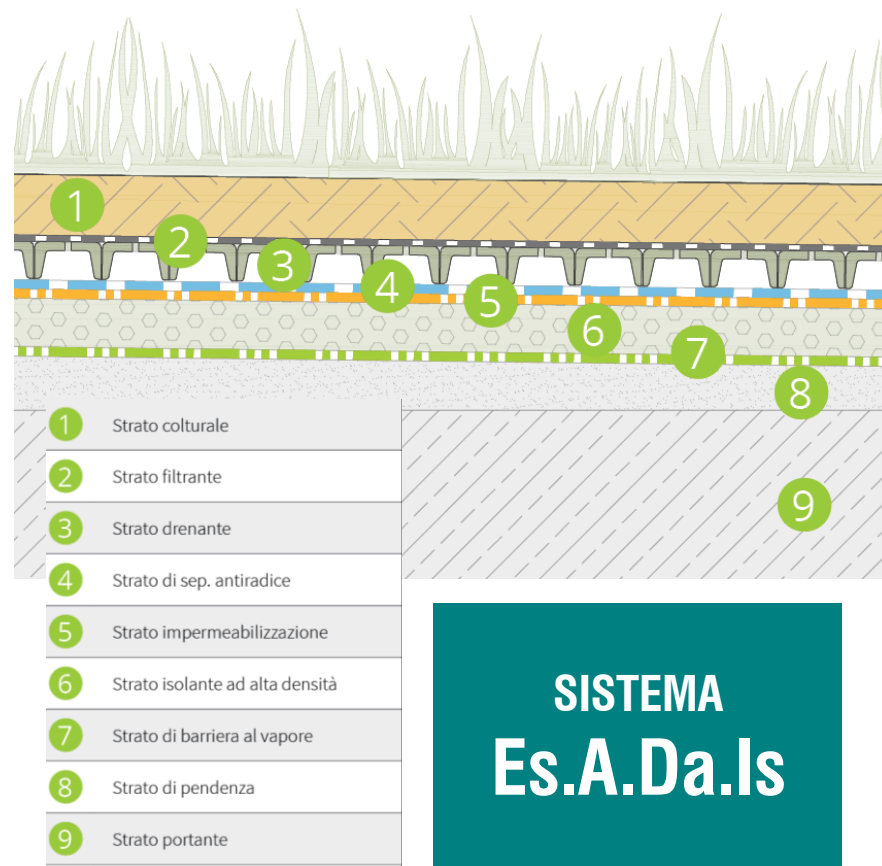 1
2
3
4
5
6
7
8
9
1 Strato colturale
2 Strato filtrante
3 Strato drenante
4 Strato di sep. antiradice
5 Strato impermeabilizzazione
6 Strato isolante ad alta densità
7 Strato di barriera al vapore
8 Strato di pendenza
9 Strato portante
SISTEMA
Es.A.Da.Is